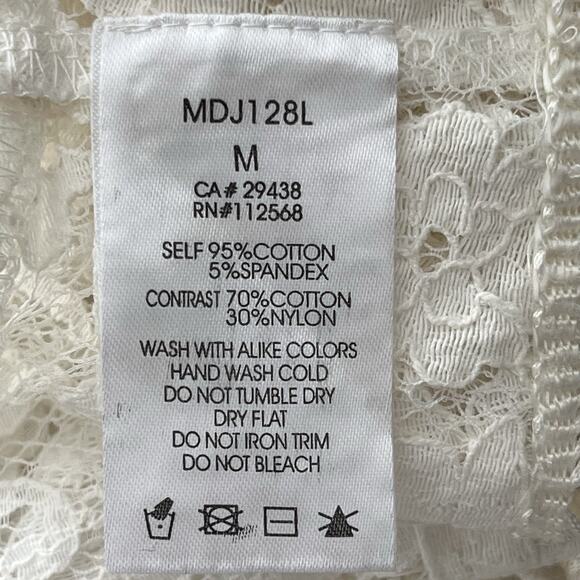 MDJ128L
M
CA# 29438
RN#112568
SELF 95%COTTON
5%SPANDEX
CONTRAST 70%COTTON
30%NYLON
WASH WITH ALIKE COLORS
HAND WASH COLD
DO NOT TUMBLE DRY
DRY FLAT
DO NOT IRON TRIM
DO NOT BLEACH